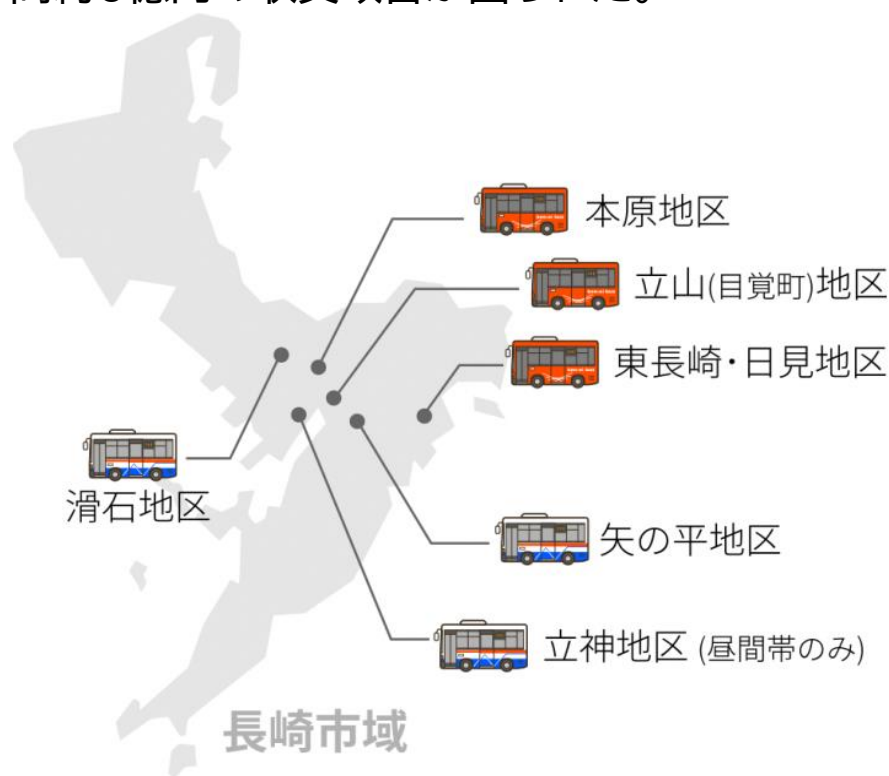 本原地区
立山(目覚町)地区
東長崎・日見地区
滑石地区
矢の平地区
立神地区 (昼間帯のみ)
長崎市域